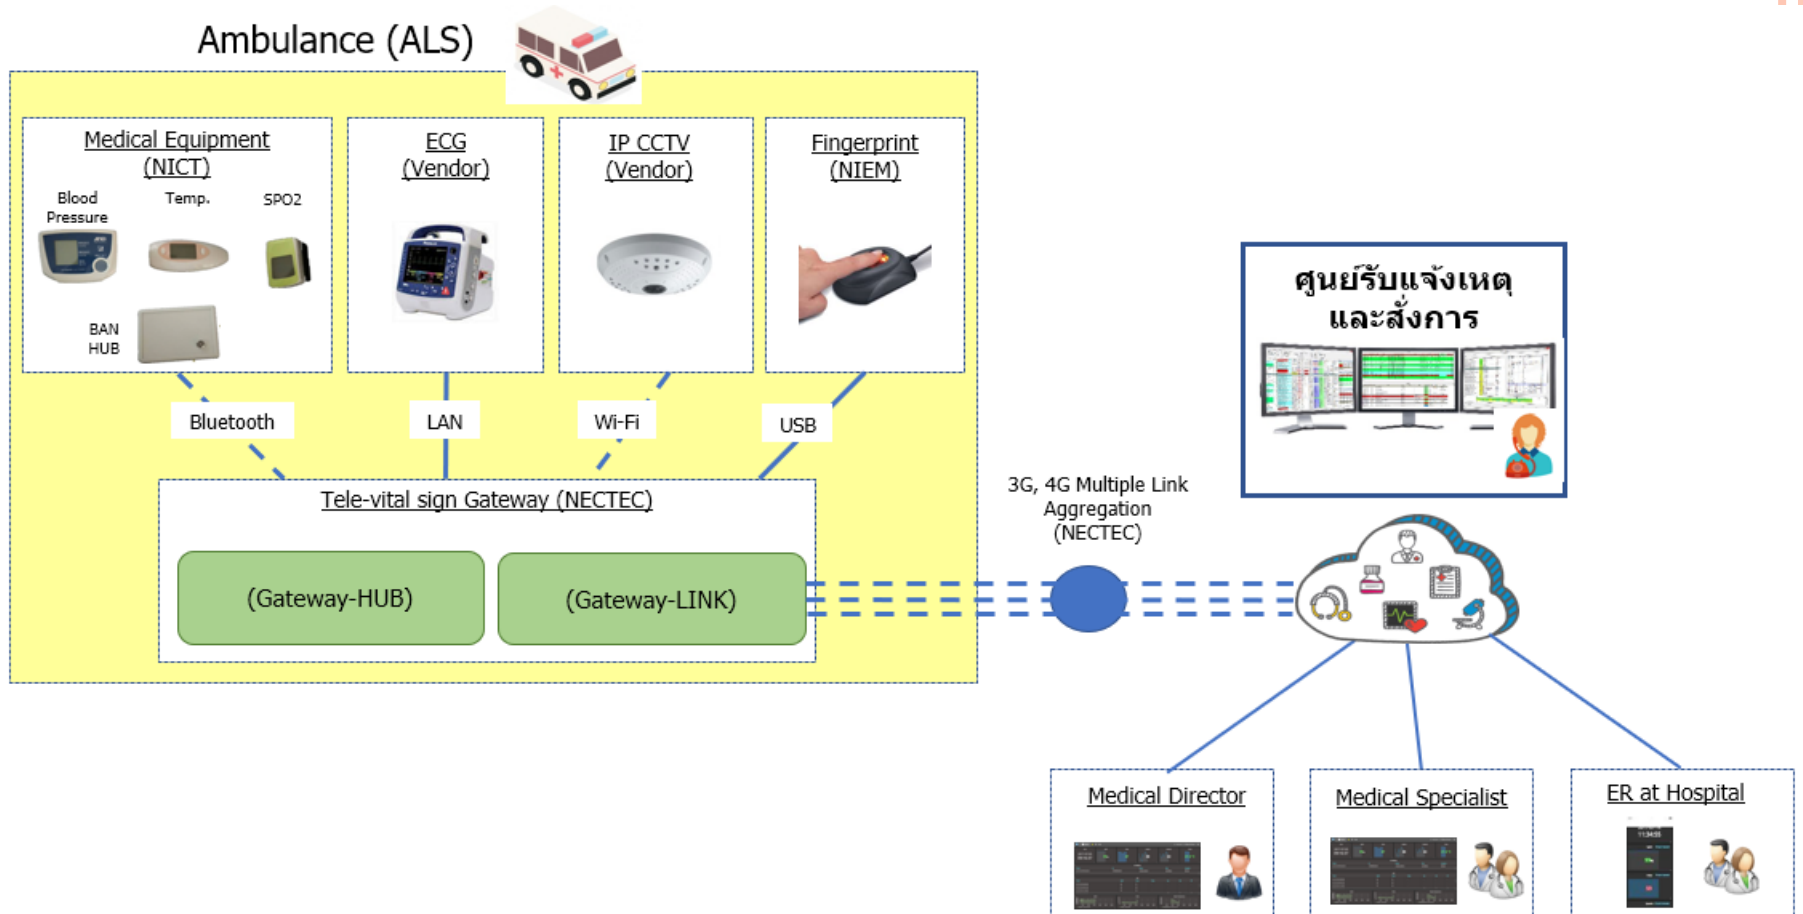 Ambulance (ALS)
Medical Equipment
(NICT)
Blood
Pressure
Temp.
SPO2
BAN
HUB
ECG
(Vendor)
IP CCTV
(Vendor)
Fingerprint
(NIEM)
Bluetooth
LAN
Wi-Fi
USB
Tele-vital sign Gateway (NECTEC)
(Gateway-HUB)
(Gateway-LINK)
3G, 4G Multiple Link
Aggregation
(NECTEC)
ศูนย์รับแจ้งเหตุ
และสั่งการ
Medical Director
Medical Specialist
ER at Hospital